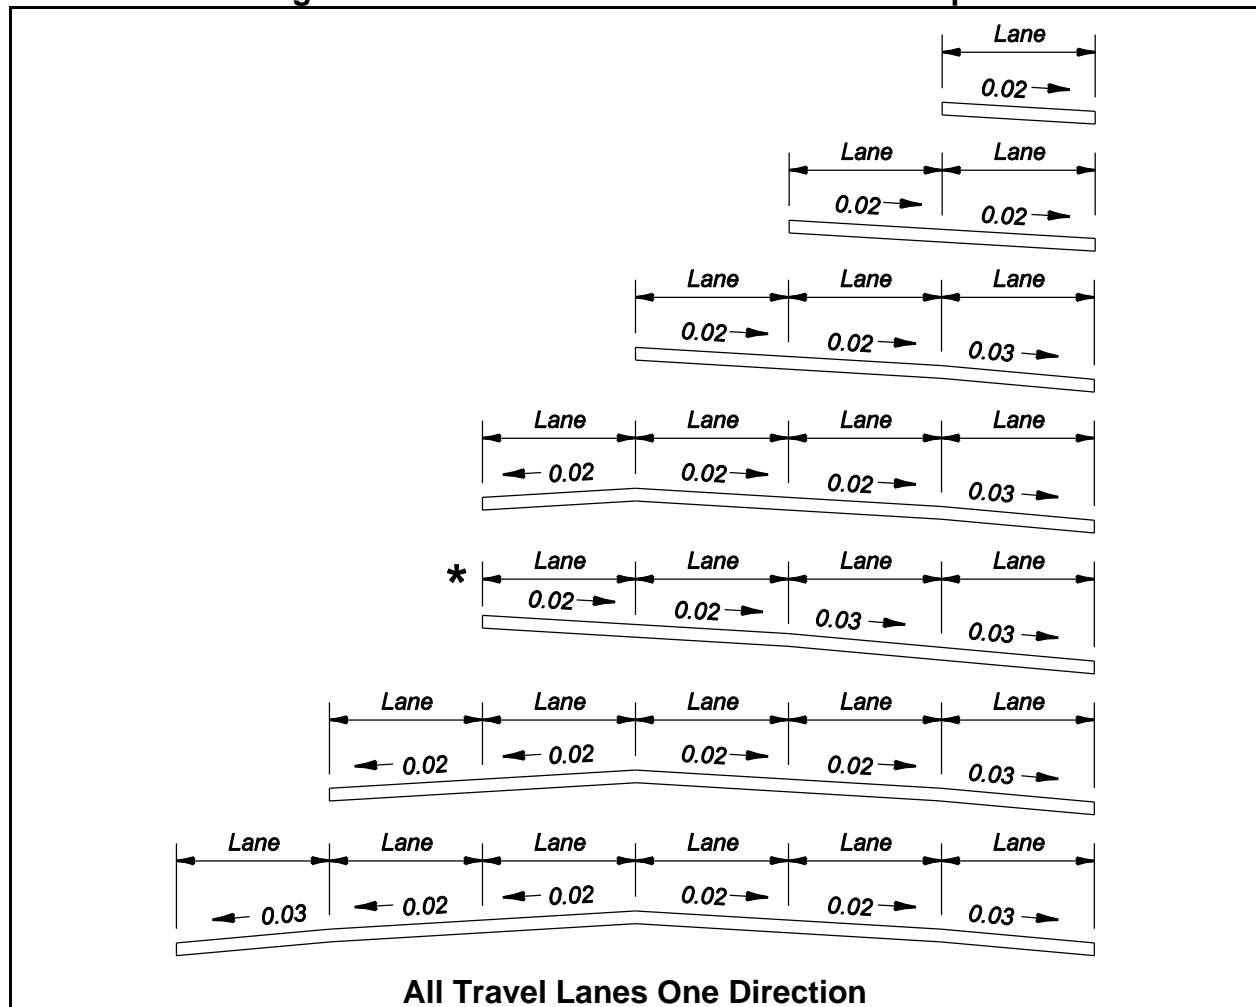 Lane
0.02
Lane Lane
0.02 0.02
Lane Lane Lane
0.02 0.02 0.03
Lane Lane Lane Lane
0.02 0.02 0.02 0.03
* Lane Lane Lane Lane
0.02 0.02 0.03 0.03
Lane Lane Lane Lane Lane
0.02 0.02 0.02 0.02 0.03
Lane Lane Lane Lane Lane Lane
0.03 0.02 0.02 0.02 0.02 0.03
All Travel Lanes One Direction